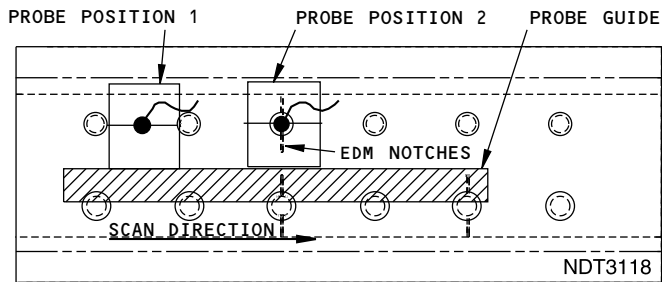 PROBE POSITION 1
PROBE POSITION 2
PROBE GUIDE
EDM NOTCHES
SCAN DIRECTION
NDT3118